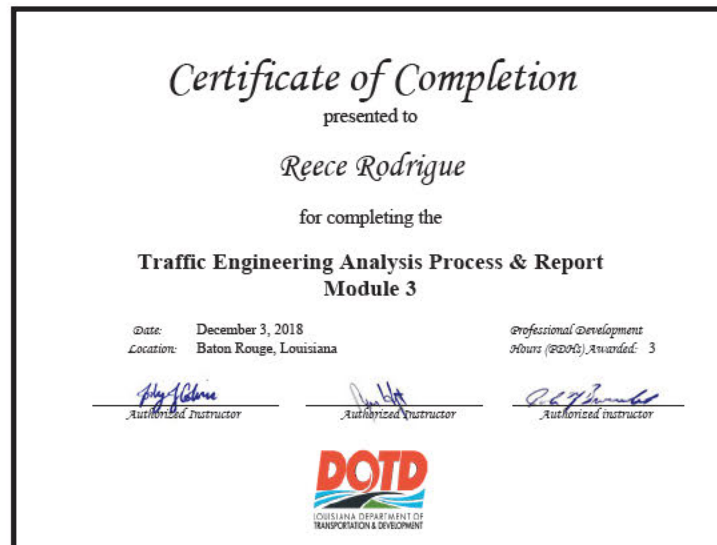 Certificate of Completion
presented to
Reece Rodrigue
for completing the
Traffic Engineering Analysis Process & Report
Module 3
Date: December 3, 2018
Location: Baton Rouge, Louisiana
Professional Development
Hours (PDHs) Awarded: 3
Authorized Instructor
Authorized Instructor
Authorized instructor
DOTD
LOUISIANA DEPARTMENT OF
TRANSPORTATION & DEVELOPMENT